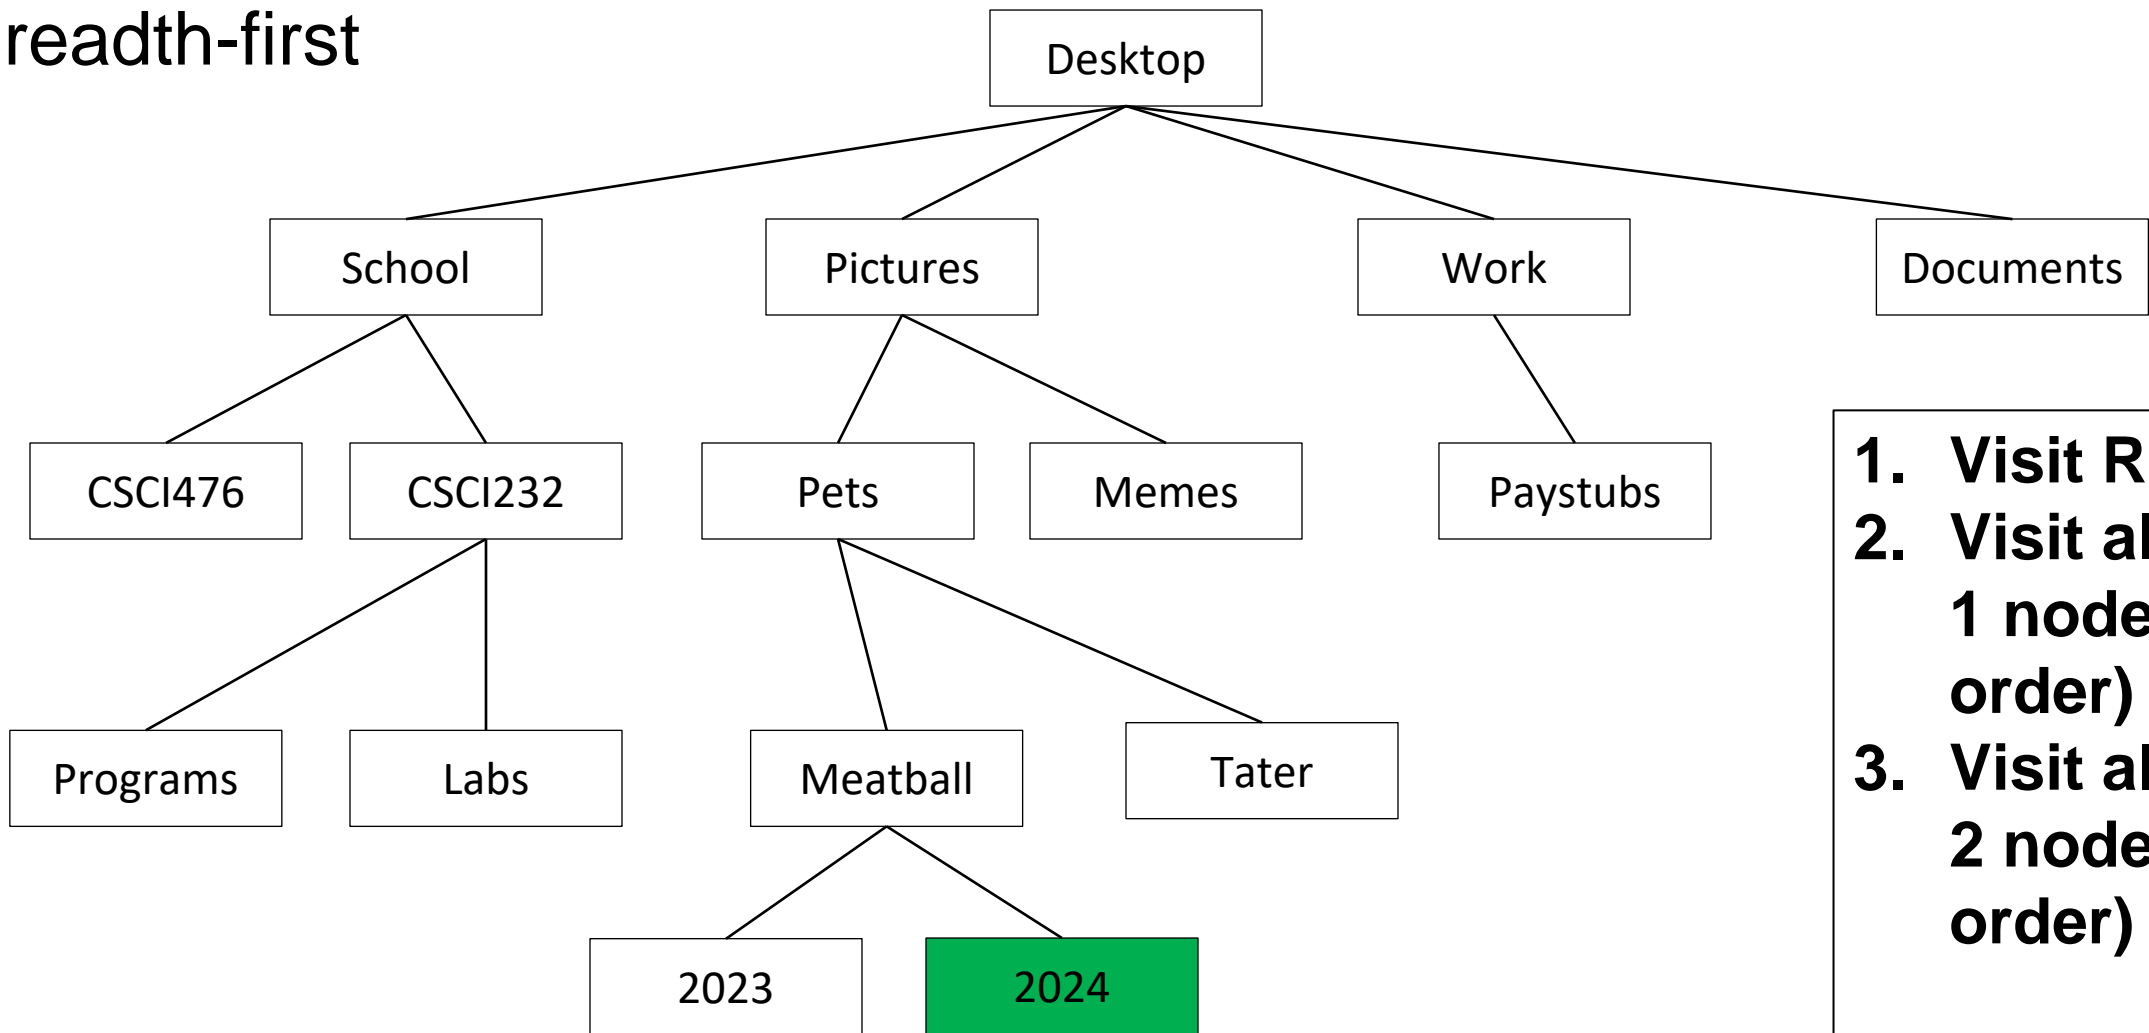 readth-first
Desktop
School
Pictures
Work
Documents
CSCI476
CSCI232
Pets
Memes
Paystubs
Programs
Labs
Meatball
Tater
2023
2024
1. Visit R
2. Visit al
1 node
order)
3. Visit al
2 node
order)